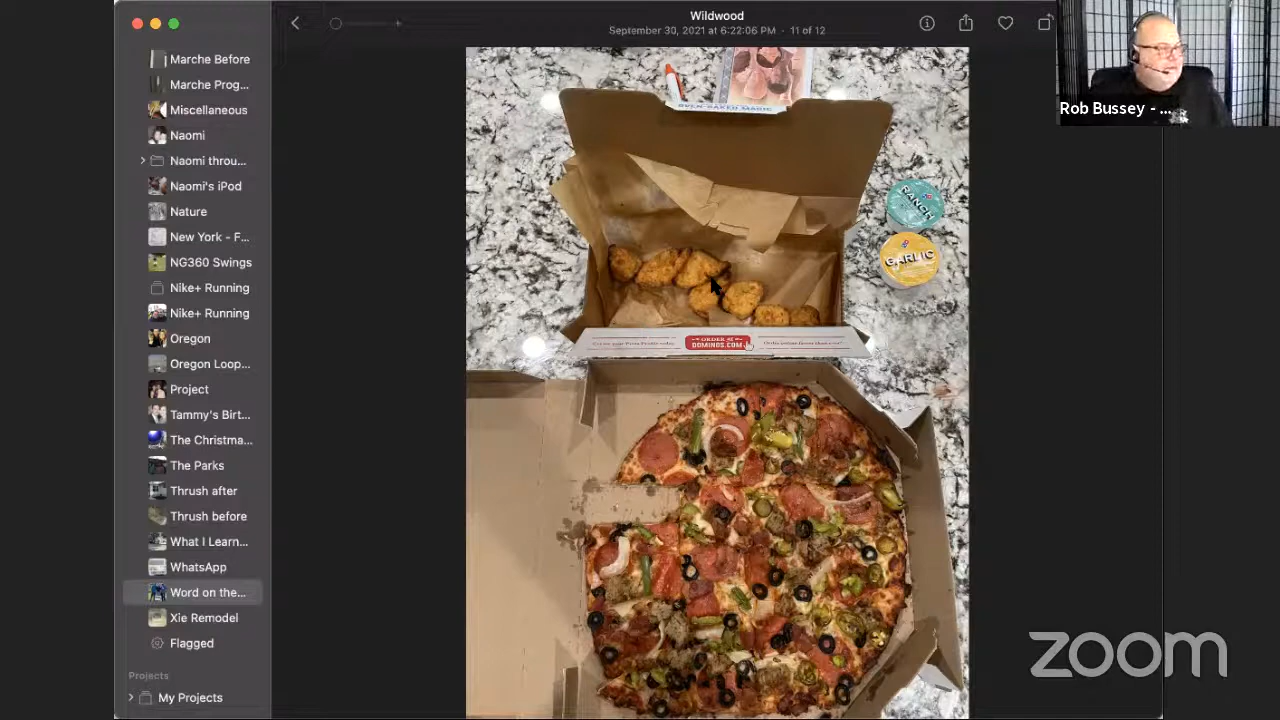 Wildwood
September 30, 2021 at 6:22:06 PM · 11 of 12
Marche Before
Marche Prog...
Miscellaneous
Naomi
Naomi throu...
Naomi's iPod
Nature
New York - F...
NG360 Swings
Nike+ Running
Nike+ Running
Oregon
Oregon Loop...
Project
Tammy's Birt...
The Christma...
The Parks
Thrush after
Thrush before
What I Learn...
WhatsApp
Word on the...
Xie Remodel
Flagged
Projects
My Projects
OVEN-BAKED MAGIC
RANCH
GARLIC
ORDER AT
DOMINOS.COM
Rob Bussey - ...
zoom